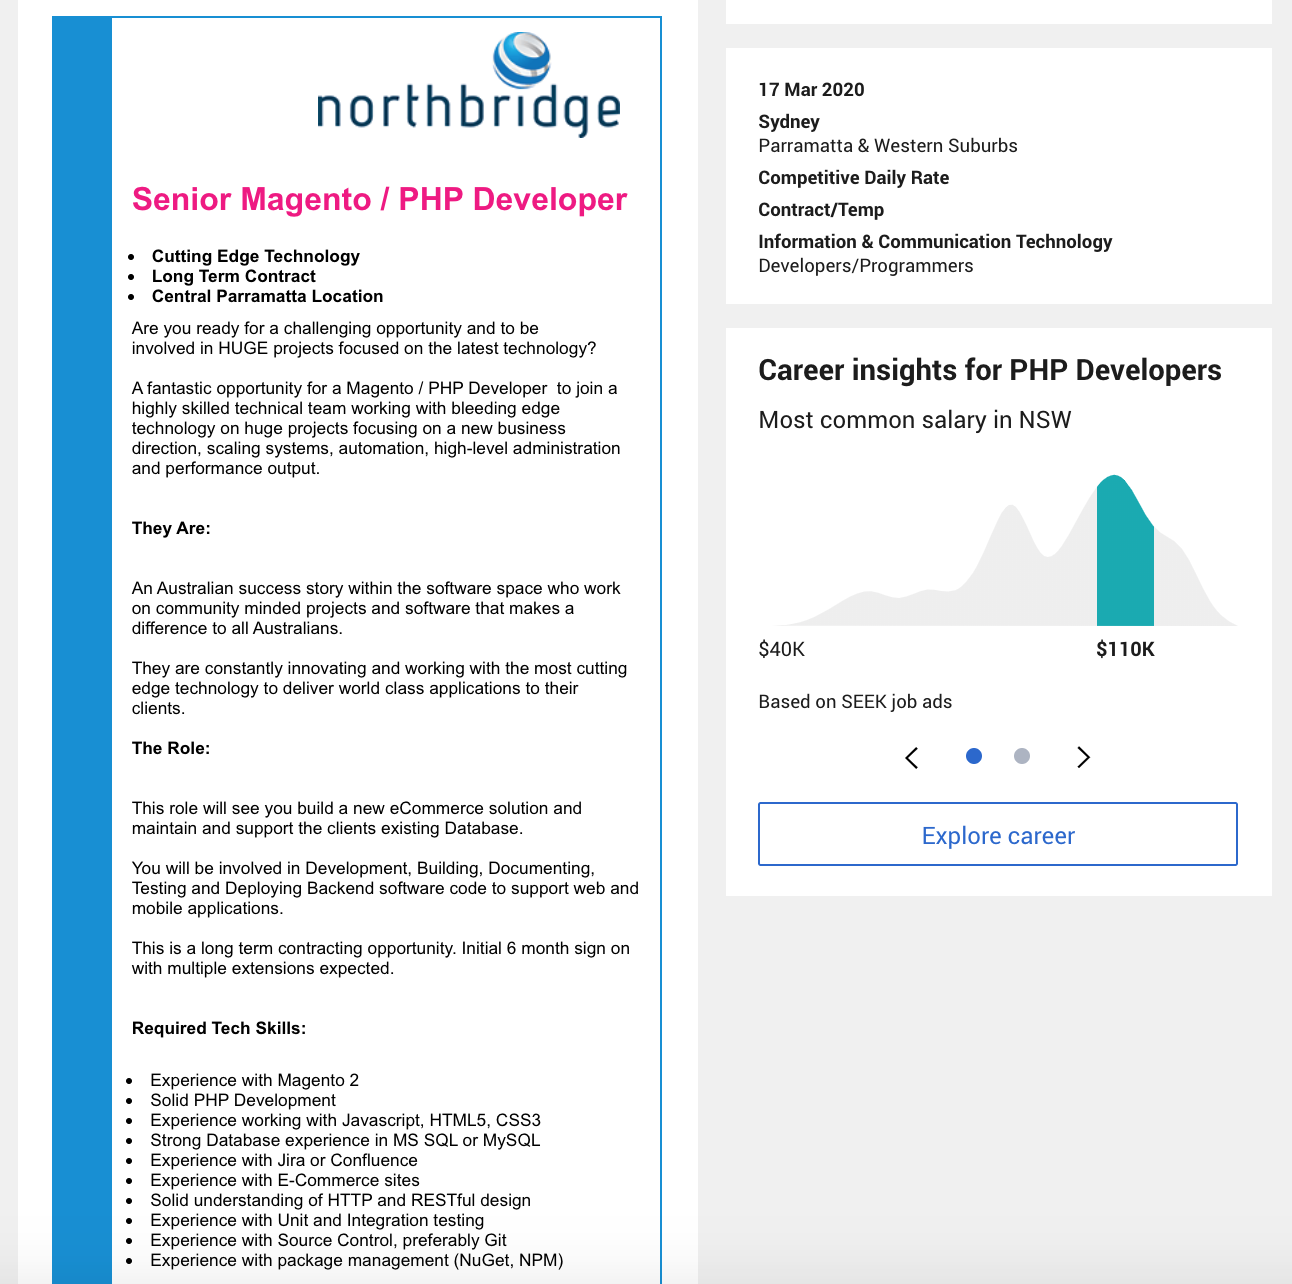 northbridge
Senior Magento / PHP Developer
• Cutting Edge Technology
• Long Term Contract
• Central Parramatta Location
Are you ready for a challenging opportunity and to be
involved in HUGE projects focused on the latest technology?
A fantastic opportunity for a Magento / PHP Developer  to join a
highly skilled technical team working with bleeding edge
technology on huge projects focusing on a new business
direction, scaling systems, automation, high-level administration
and performance output.
They Are:
An Australian success story within the software space who work
on community minded projects and software that makes a
difference to all Australians.
They are constantly innovating and working with the most cutting
edge technology to deliver world class applications to their
clients.
The Role:
This role will see you build a new eCommerce solution and
maintain and support the clients existing Database.
You will be involved in Development, Building, Documenting,
Testing and Deploying Backend software code to support web and
mobile applications.
This is a long term contracting opportunity. Initial 6 month sign on
with multiple extensions expected.
Required Tech Skills:
• Experience with Magento 2
• Solid PHP Development
• Experience working with Javascript, HTML5, CSS3
• Strong Database experience in MS SQL or MySQL
• Experience with Jira or Confluence
• Experience with E-Commerce sites
• Solid understanding of HTTP and RESTful design
• Experience with Unit and Integration testing
• Experience with Source Control, preferably Git
• Experience with package management (NuGet, NPM)
17 Mar 2020
Sydney
Parramatta & Western Suburbs
Competitive Daily Rate
Contract/Temp
Information & Communication Technology
Developers/Programmers
Career insights for PHP Developers
Most common salary in NSW
$40K
$110K
Based on SEEK job ads
Explore career